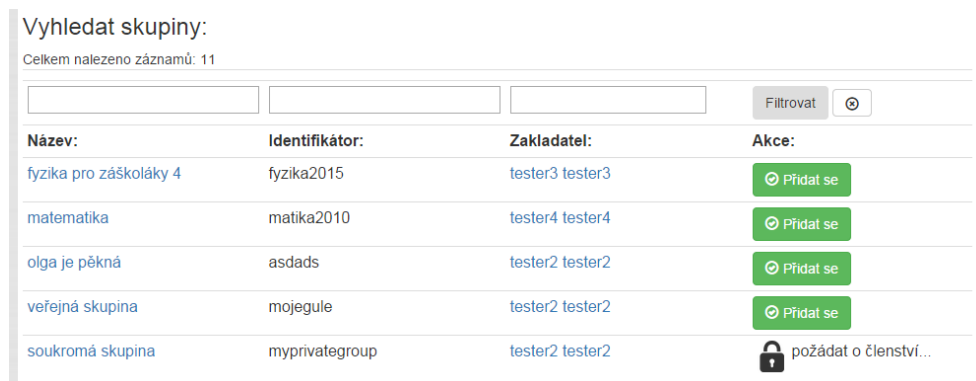 Vyhledat skupiny:
Celkem nalezeno záznamů: 11
Filtrovat
Název: Identifikátor: Zakladatel: Akce:
fyzika pro záškoláky 4 fyzika2015 tester3 tester3 Přidat se
matematika matika2010 tester4 tester4 Přidat se
olga je pěkná asdads tester2 tester2 Přidat se
veřejná skupina mojegule tester2 tester2 Přidat se
soukromá skupina myprivategroup tester2 tester2 požádat o členství...